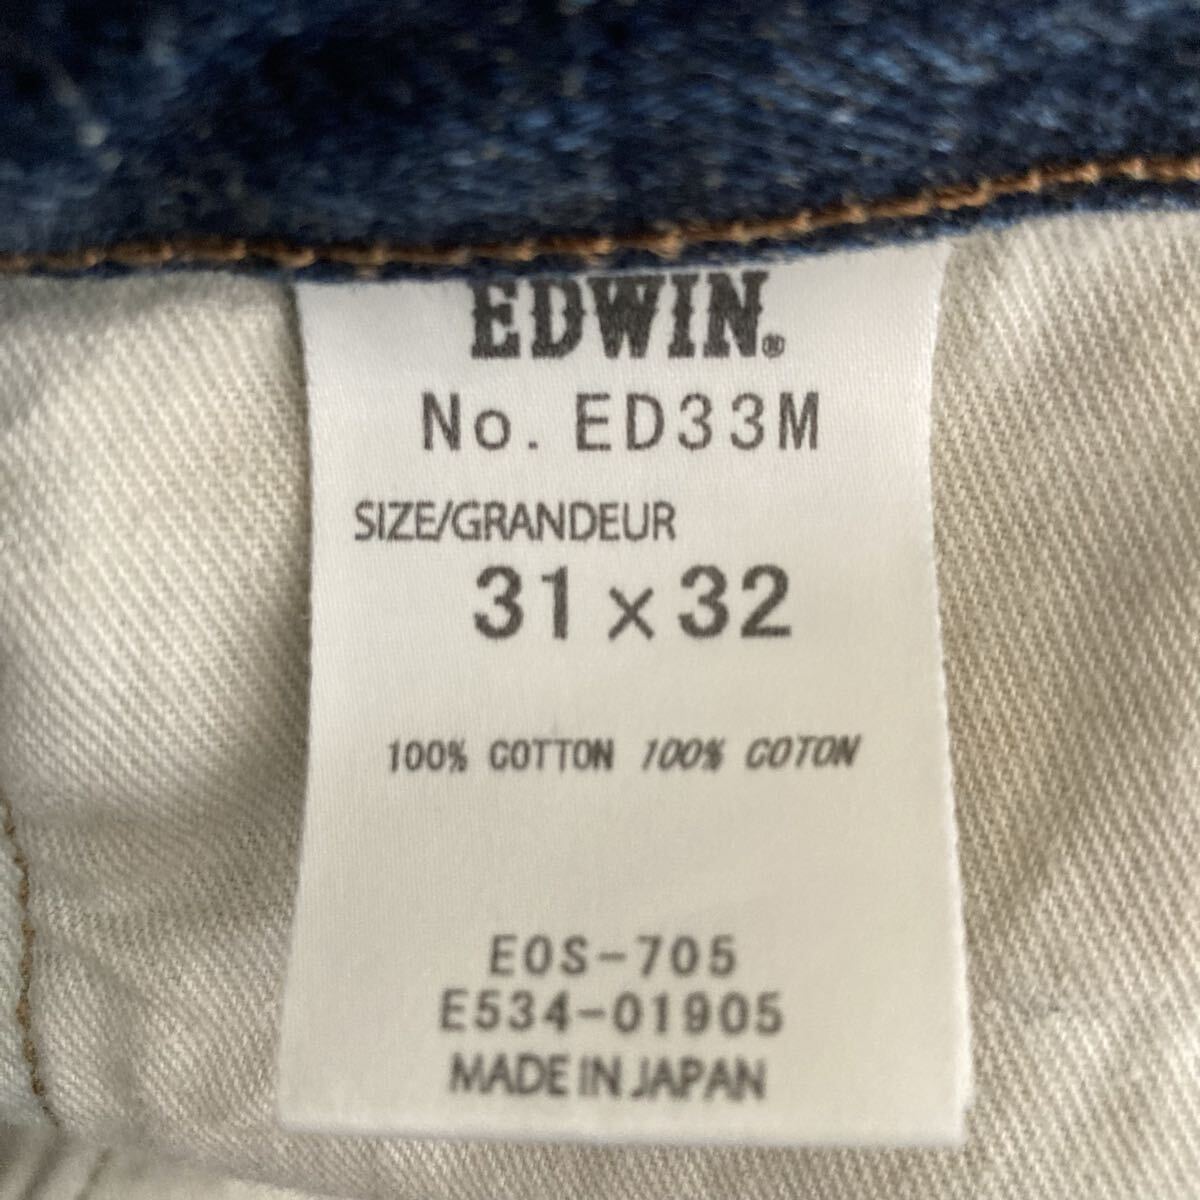 EDWIN®
No. ED33M
SIZE/GRANDEUR
31×32
100% COTTON 100% COTON
EOS-705
E534-01905
MADE IN JAPAN